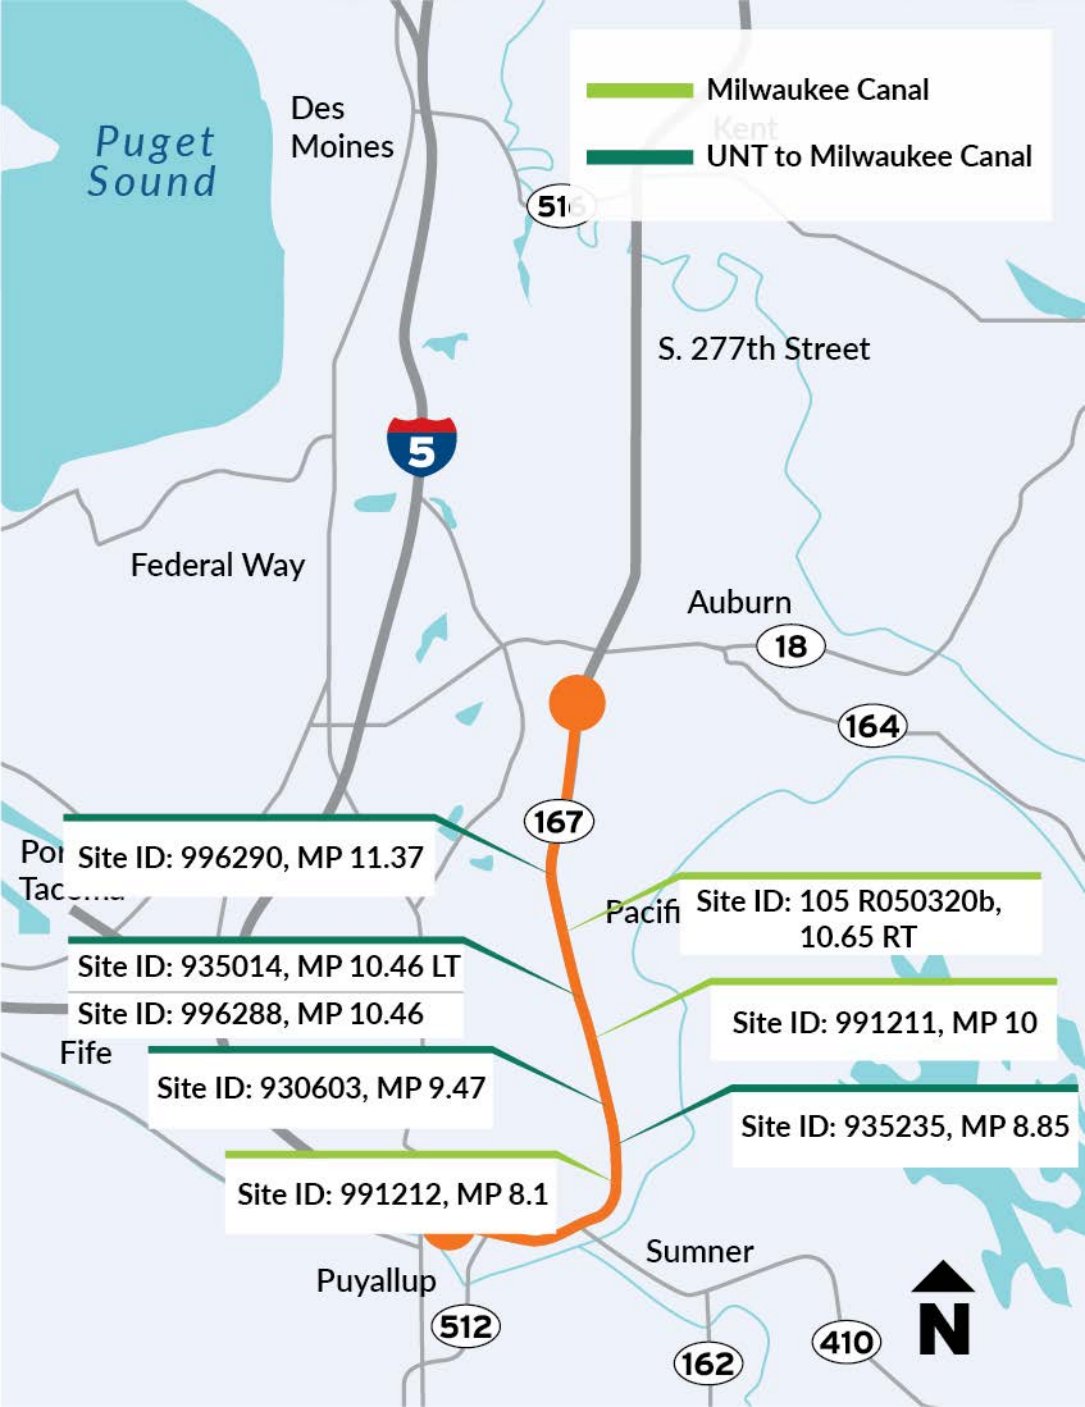 Des
Moines
Puget
Sound
Milwaukee Canal
Kent
UNT to Milwaukee Canal
516
S. 277th Street
5
Federal Way
Auburn
18
164
167
Site ID: 996290, MP 11.37
Tacoma
Site ID: 105 R050320b,
10.65 RT
Site ID: 935014, MP 10.46 LT
Site ID: 996288, MP 10.46
Site ID: 991211, MP 10
Fife
Site ID: 930603, MP 9.47
Site ID: 935235, MP 8.85
Site ID: 991212, MP 8.1
Sumner
Puyallup
512
162
410
N